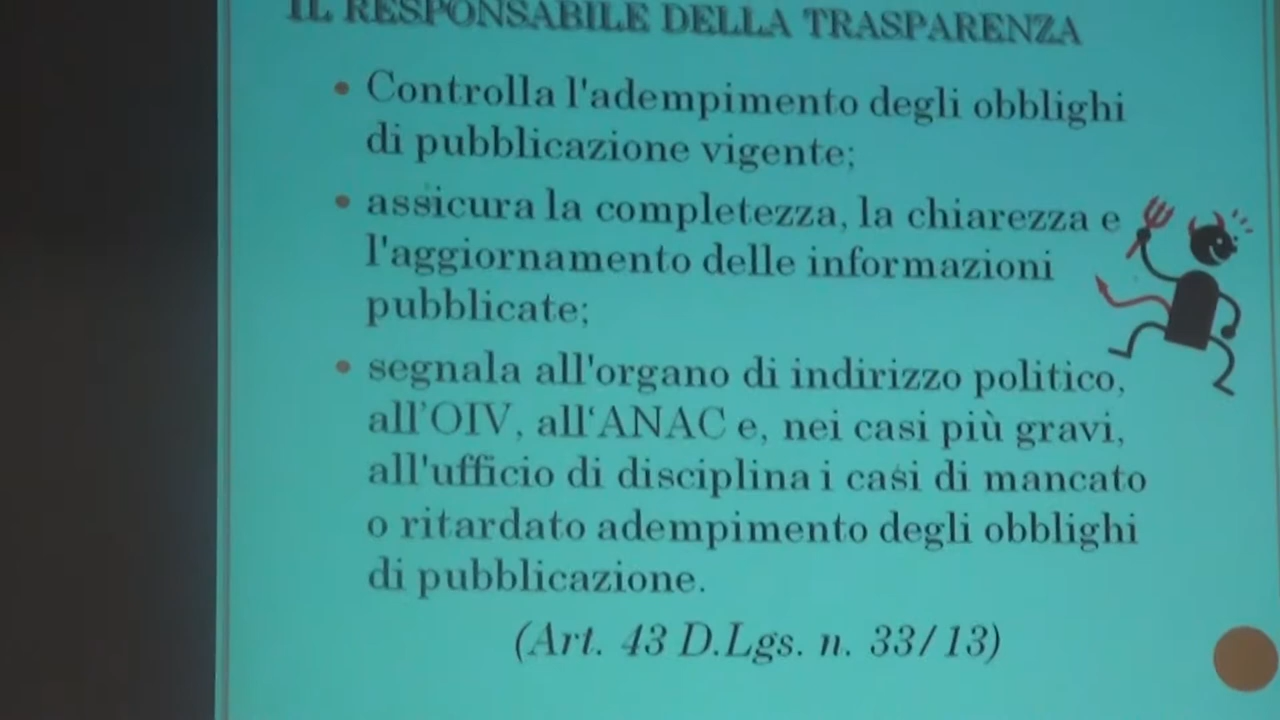 IL RESPONSABILE DELLA TRASPARENZA
• Controlla l'adempimento degli obblighi
di pubblicazione vigente;
• assicura la completezza, la chiarezza e
l'aggiornamento delle informazioni
pubblicate;
• segnala all'organo di indirizzo politico,
all'OIV, all‘ANAC e, nei casi più gravi,
all'ufficio di disciplina i casi di mancato
o ritardato adempimento degli obblighi
di pubblicazione.
(Art. 43 D.Lgs. n. 33/13)